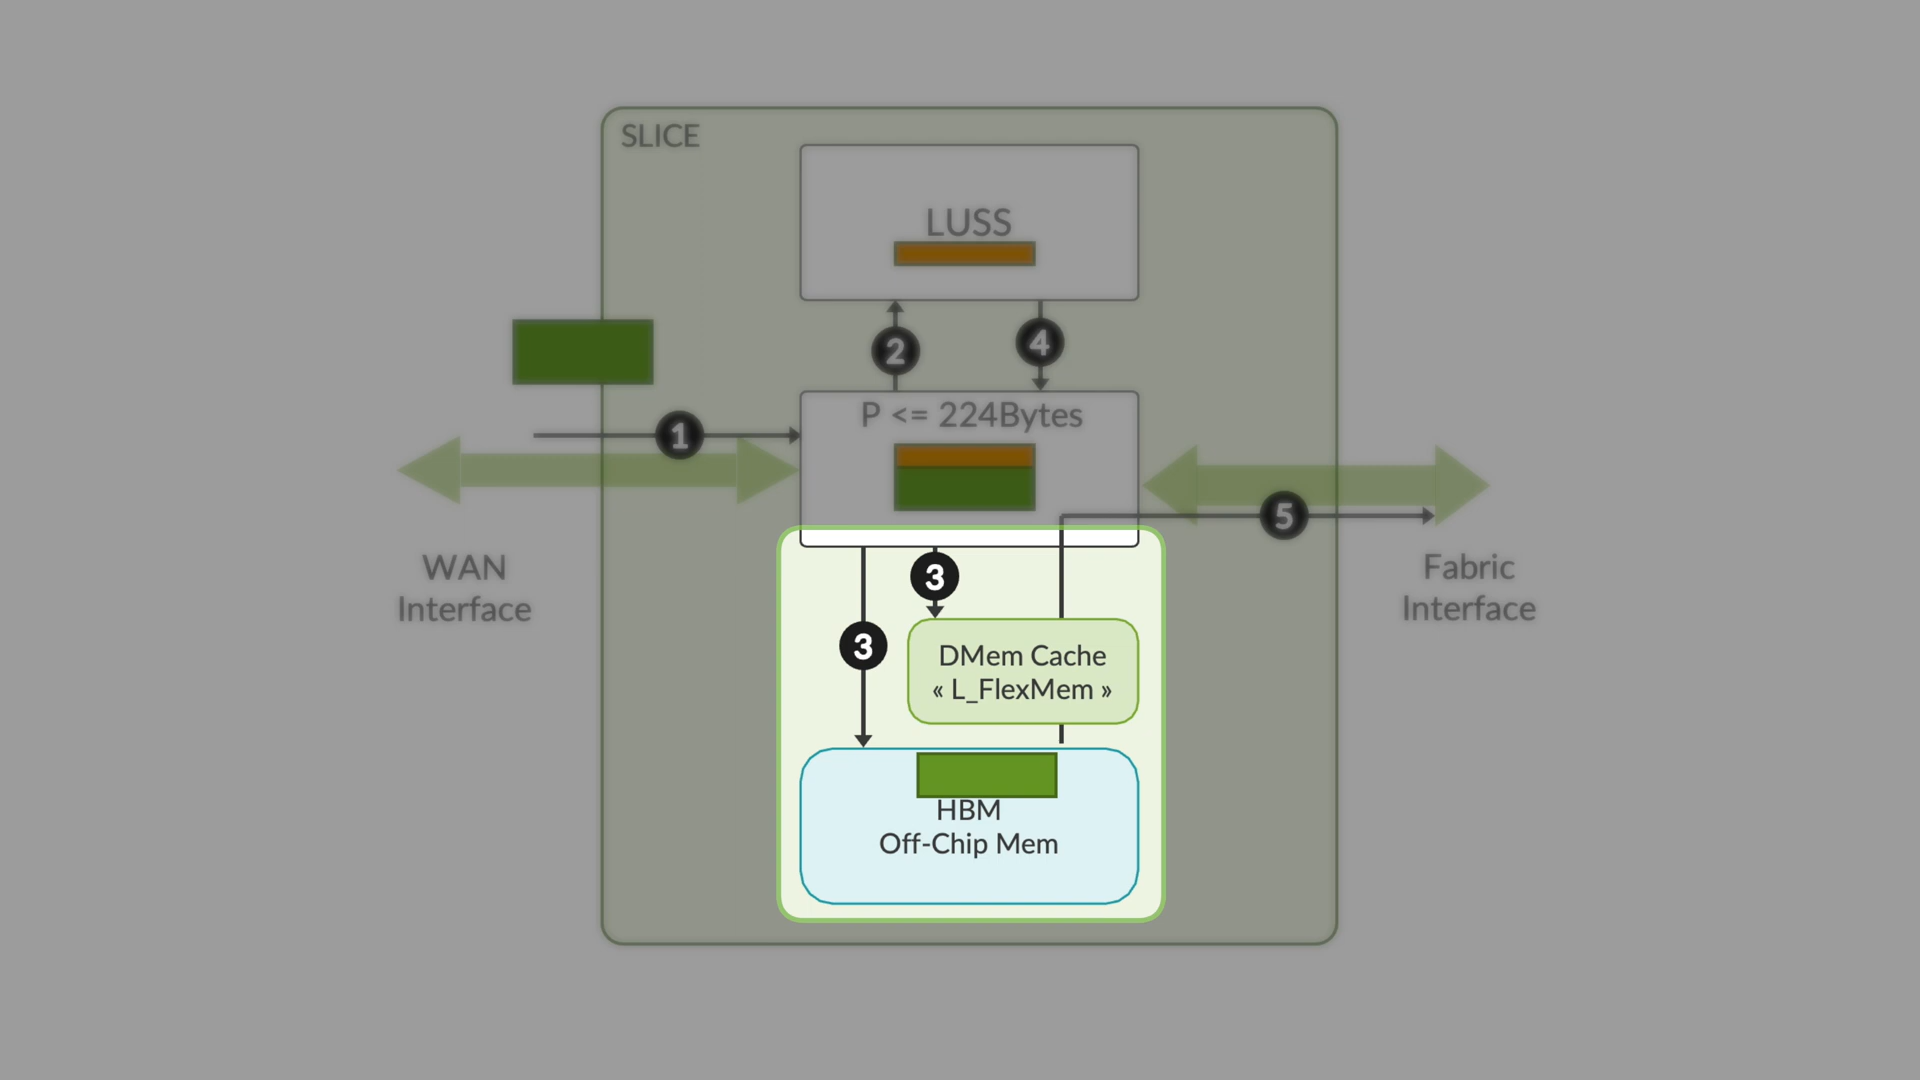 SLICE
LUSS
2
4
P <= 224Bytes
1
5
WAN
Interface
Fabric
Interface
3
3
DMem Cache
« L_FlexMem »
HBM
Off-Chip Mem